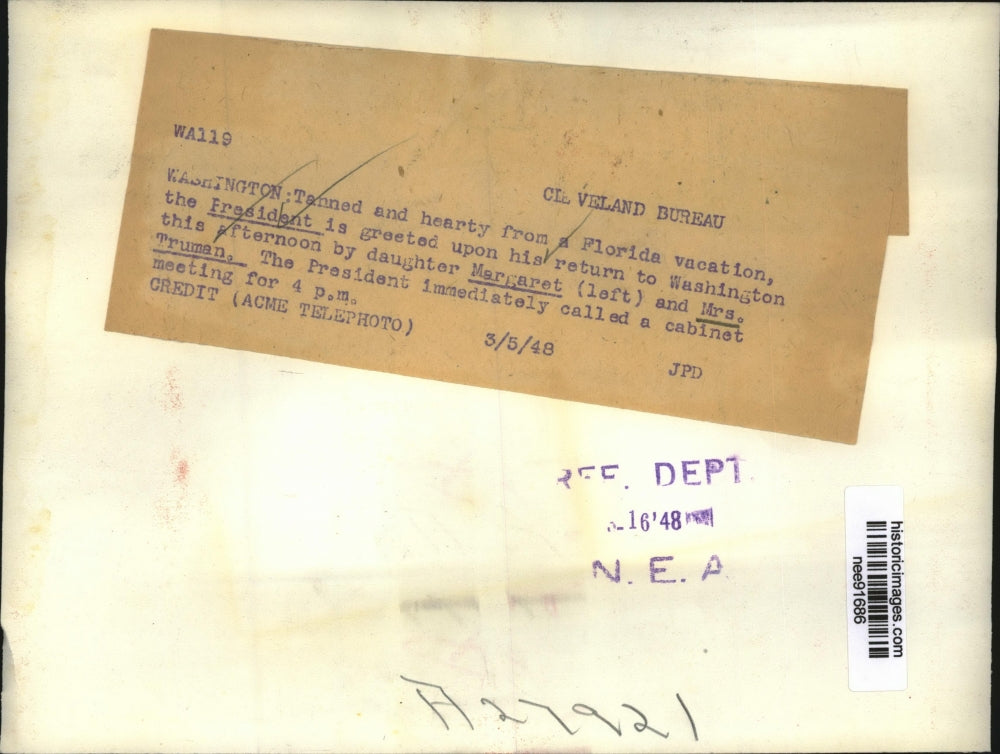 WA119
CLEVELAND BUREAU
WASHINGTON:Tanned and hearty from a Florida vacation,
the President is greeted upon his return to Washington
this afternoon by daughter Margaret (left) and Mrs.
Truman. The President immediately called a cabinet
meeting for 4 p.m.
CREDIT (ACME TELEPHOTO)
3/5/48
JPD
REF. DEPT.
16'48
N. E. A
historicimages.com
nee91686
A27921